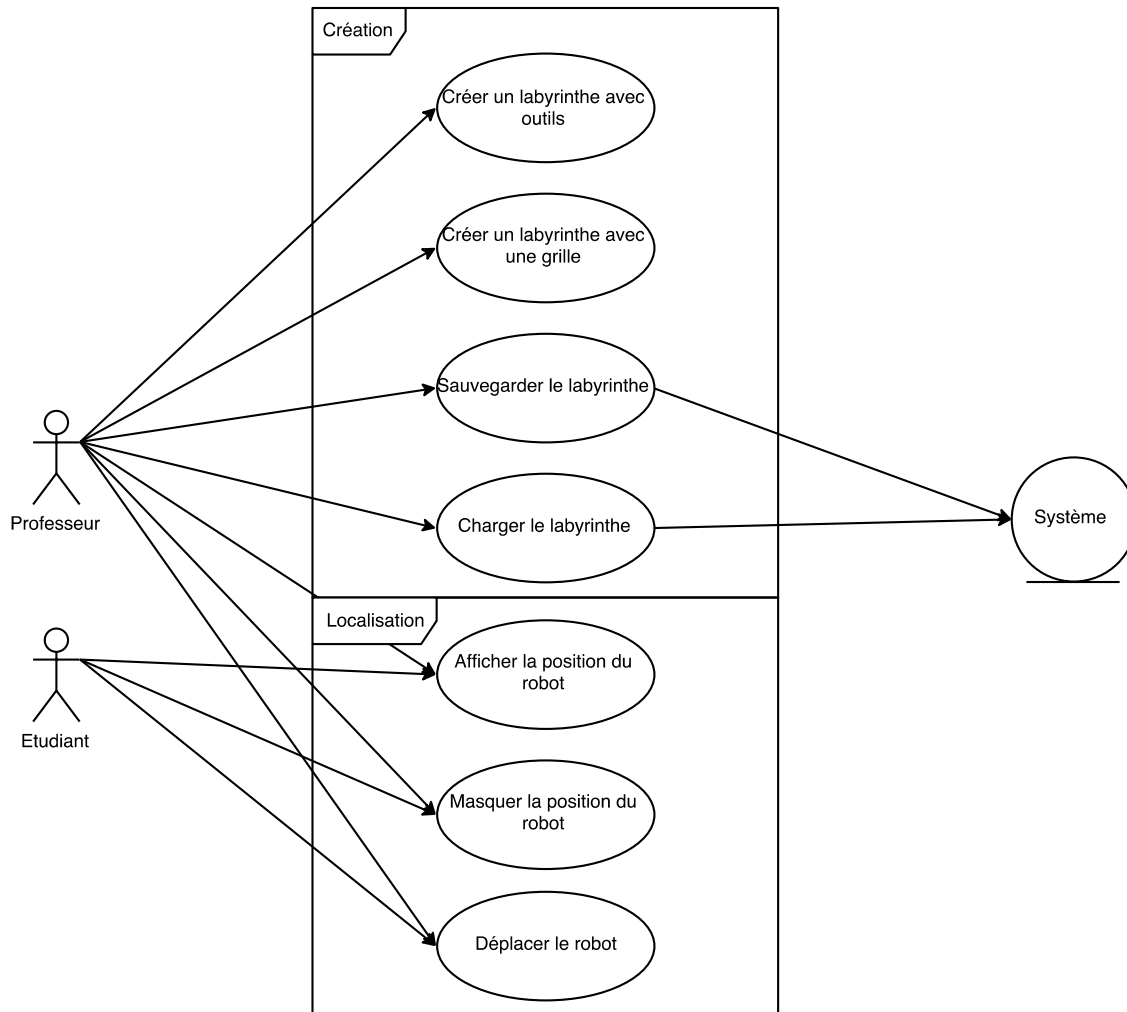 Création
Créer un labyrinthe avec
outils
Créer un labyrinthe avec
une grille
Sauvegarder le labyrinthe
Charger le labyrinthe
Système
Professeur
Localisation
Afficher la position du
robot
Etudiant
Masquer la position du
robot
Déplacer le robot